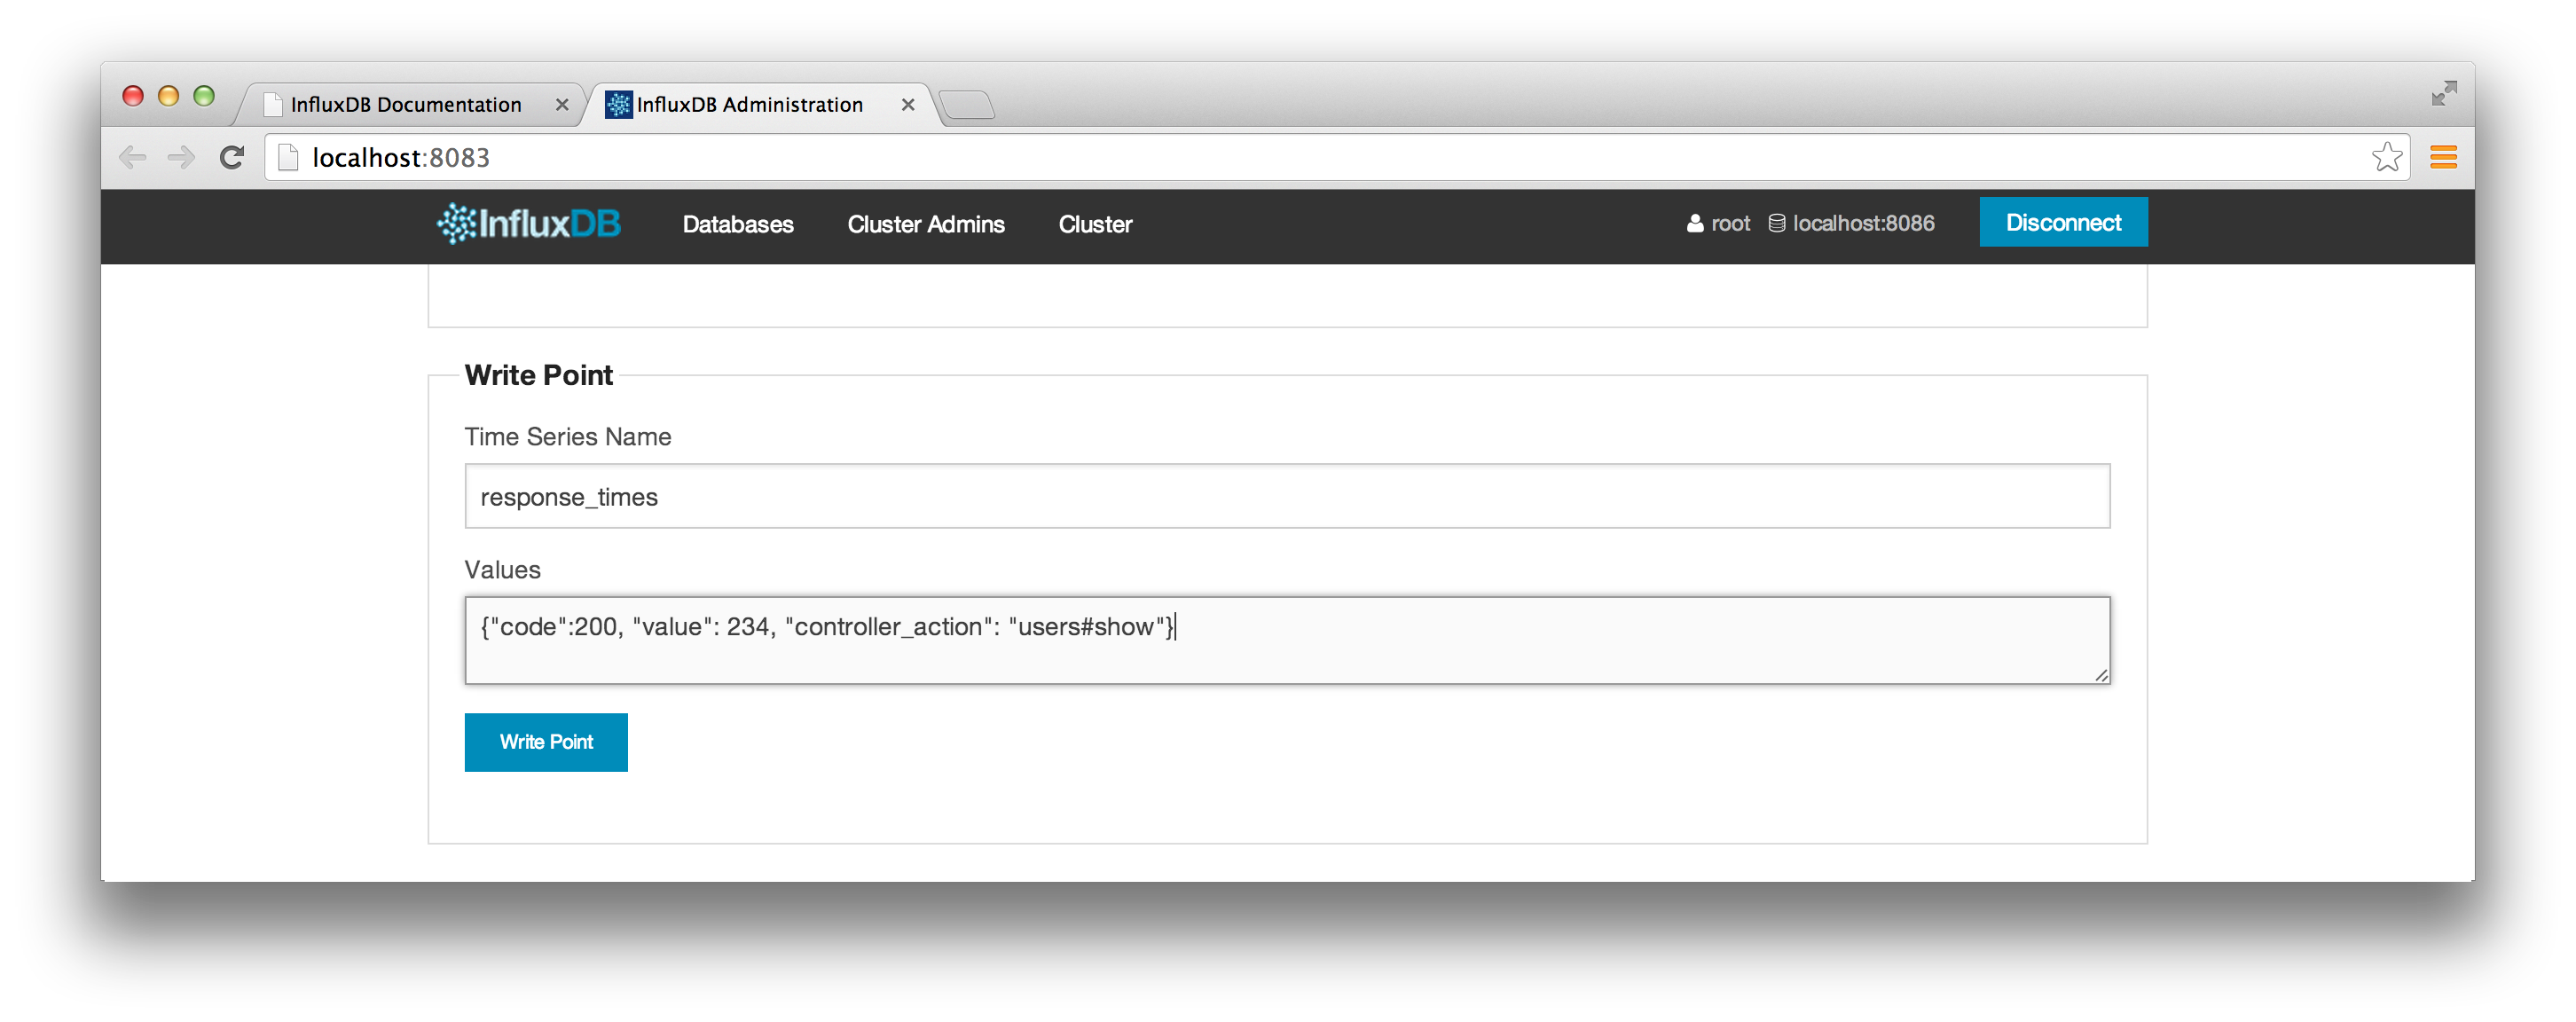 InfluxDB Documentation InfluxDB Administration
localhost:8083
InfluxDB Databases Cluster Admins Cluster root localhost:8086 Disconnect
Write Point
Time Series Name
response_times
Values
{"code":200, "value": 234, "controller_action": "users#show"}
Write Point